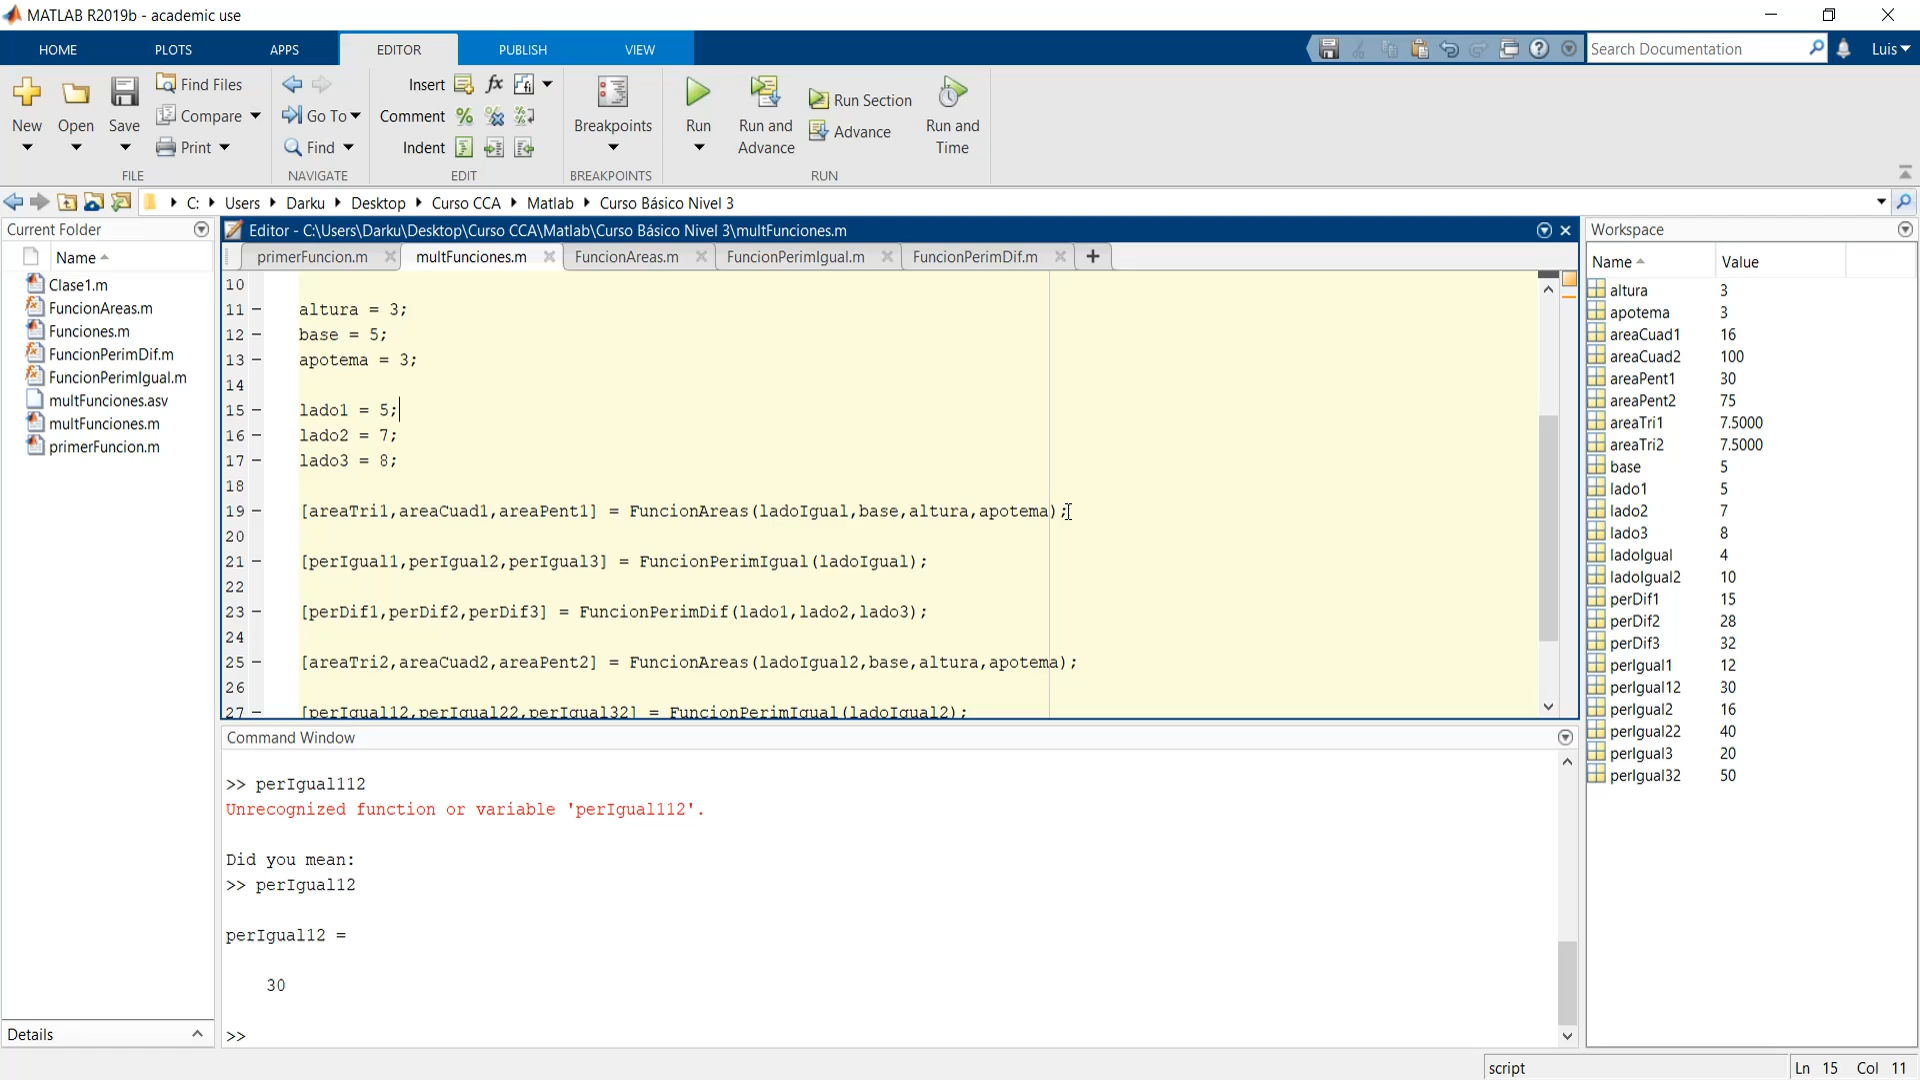 MATLAB R2019b - academic use
HOME PLOTS APPS EDITOR PUBLISH VIEW
Search Documentation
Luis
New
Open
Save
Find Files
Compare
Print
FILE
Go To
Find
NAVIGATE
Insert
Comment
Indent
EDIT
Breakpoints
BREAKPOINTS
Run
Run and
Advance
Run Section
Advance
Run and
Time
RUN
C: Users Darku Desktop Curso CCA Matlab Curso Básico Nivel 3
Current Folder
Name
Clase1.m
FuncionAreas.m
Funciones.m
FuncionPerimDif.m
FuncionPerimIgual.m
multFunciones.asv
multFunciones.m
primerFuncion.m
Details
Editor - C:\Users\Darku\Desktop\Curso CCA\Matlab\Curso Básico Nivel 3\multFunciones.m
primerFuncion.m multFunciones.m FuncionAreas.m FuncionPerimIgual.m FuncionPerimDif.m
10
11 – altura = 3;
12 – base = 5;
13 – apotema = 3;
14
15 – lado1 = 5;
16 – lado2 = 7;
17 – lado3 = 8;
18
19 – [areaTri1,areaCuad1,areaPent1] = FuncionAreas(ladoIgual,base,altura,apotema);
20
21 – [perIgual1,perIgual2,perIgual3] = FuncionPerimIgual(ladoIgual);
22
23 – [perDif1,perDif2,perDif3] = FuncionPerimDif(lado1,lado2,lado3);
24
25 – [areaTri2,areaCuad2,areaPent2] = FuncionAreas(ladoIgual2,base,altura,apotema);
26
27 – [perIgual12,perIgual22,perIgual32] = FuncionPerimIgual(ladoIgual2);
Command Window
>> perIgual112
Unrecognized function or variable 'perIgual112'.
Did you mean:
>> perIgual12
perIgual12 =
30
>>
Workspace
Name Value
altura 3
apotema 3
areaCuad1 16
areaCuad2 100
areaPent1 30
areaPent2 75
areaTri1 7.5000
areaTri2 7.5000
base 5
lado1 5
lado2 7
lado3 8
ladoIgual 4
ladoIgual2 10
perDif1 15
perDif2 28
perDif3 32
perIgual1 12
perIgual12 30
perIgual2 16
perIgual22 40
perIgual3 20
perIgual32 50
script
Ln 15 Col 11